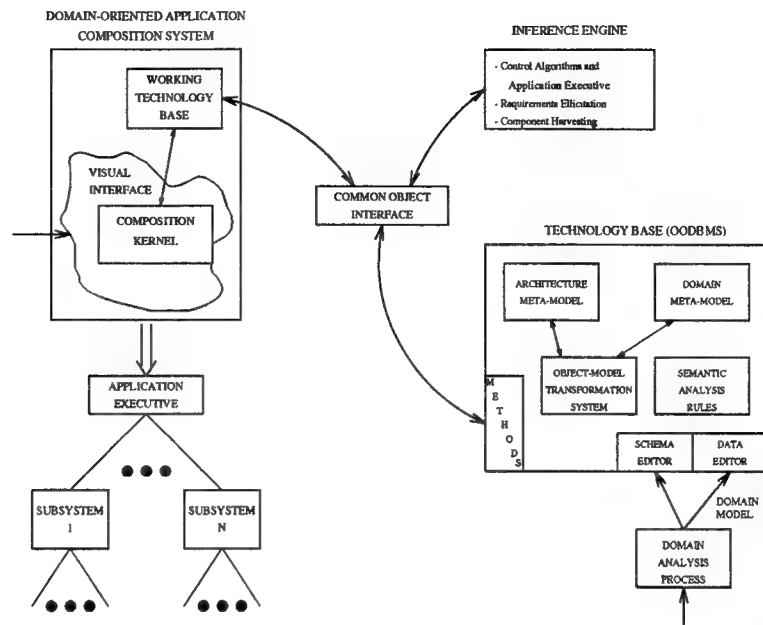 DOMAIN-ORIENTED APPLICATION
COMPOSITION SYSTEM
WORKING
TECHNOLOGY
BASE
VISUAL
INTERFACE
COMPOSITION
KERNEL
APPLICATION
EXECUTIVE
SUBSYSTEM
1
SUBSYSTEM
N
INFERENCE ENGINE
- Control Algorithms and
Application Executive
- Requirements Ellicitation
- Component Harvesting
COMMON OBJECT
INTERFACE
TECHNOLOGY BASE (OODBMS)
ARCHITECTURE
META-MODEL
DOMAIN
META-MODEL
OBJECT-MODEL
TRANSFORMATION
SYSTEM
SEMANTIC
ANALYSIS
RULES
METHODS
SCHEMA
EDITOR
DATA
EDITOR
DOMAIN
MODEL
DOMAIN
ANALYSIS
PROCESS